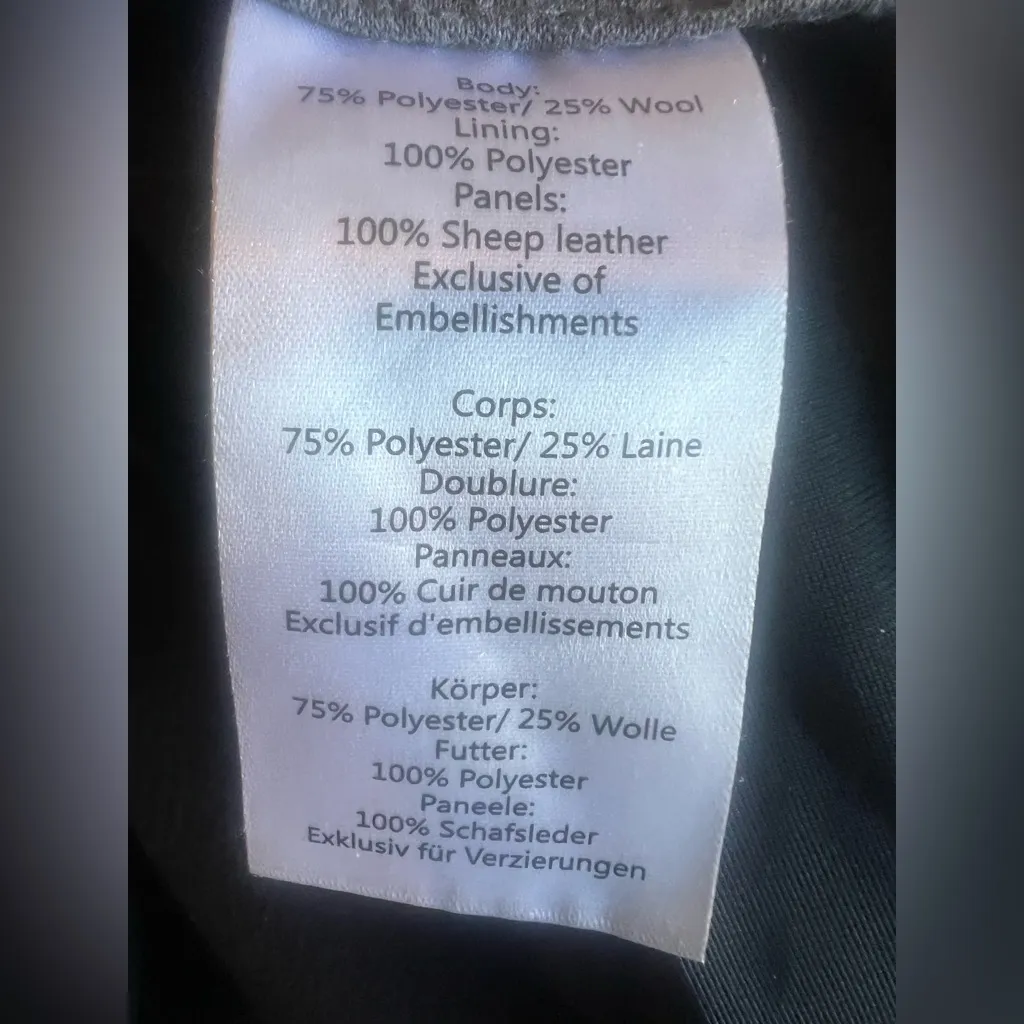 Body:
75% Polyester/ 25% Wool
Lining:
100% Polyester
Panels:
100% Sheep leather
Exclusive of
Embellishments
Corps:
75% Polyester/ 25% Laine
Doublure:
100% Polyester
Panneaux:
100% Cuir de mouton
Exclusif d'embellissements
Körper:
75% Polyester/ 25% Wolle
Futter:
100% Polyester
Paneele:
100% Schafsleder
Exklusiv für Verzierungen